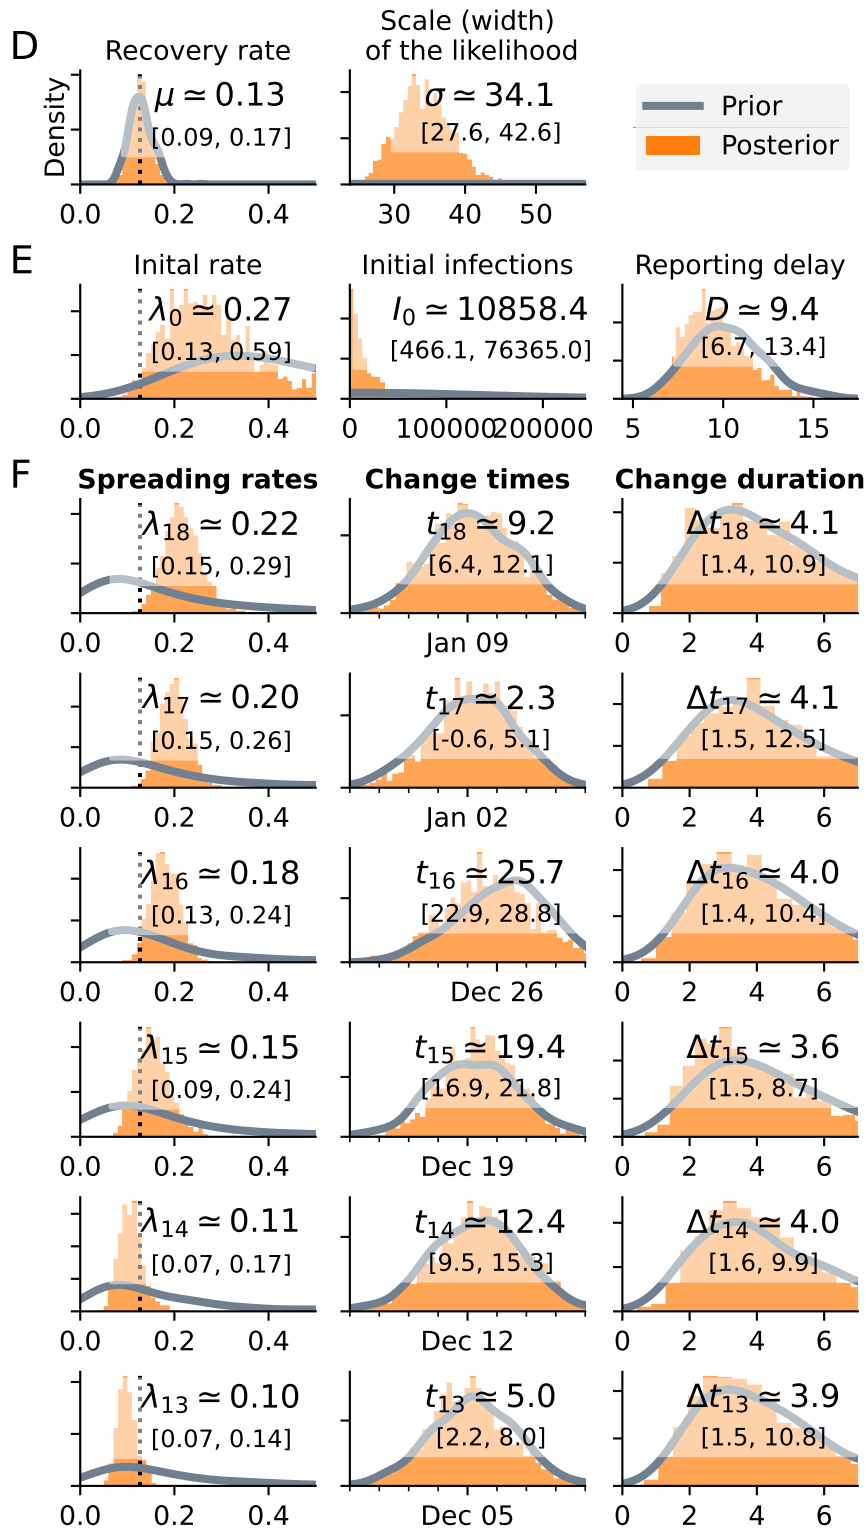 D
Recovery rate
Scale (width)
of the likelihood
Density
μ ≃ 0.13
[0.09, 0.17]
σ ≃ 34.1
[27.6, 42.6]
Prior
Posterior
0.0 0.2 0.4
30 40 50
E
Inital rate
Initial infections
Reporting delay
λ0 ≃ 0.27
[0.13, 0.59]
I0 ≃ 10858.4
[466.1, 76365.0]
D ≃ 9.4
[6.7, 13.4]
0.0 0.2 0.4
0 100000 200000
5 10 15
F
Spreading rates
Change times
Change duration
λ18 ≃ 0.22
[0.15, 0.29]
t18 ≃ 9.2
[6.4, 12.1]
Δt18 ≃ 4.1
[1.4, 10.9]
0.0 0.2 0.4
Jan 09
0 2 4 6
λ17 ≃ 0.20
[0.15, 0.26]
t17 ≃ 2.3
[-0.6, 5.1]
Δt17 ≃ 4.1
[1.5, 12.5]
0.0 0.2 0.4
Jan 02
0 2 4 6
λ16 ≃ 0.18
[0.13, 0.24]
t16 ≃ 25.7
[22.9, 28.8]
Δt16 ≃ 4.0
[1.4, 10.4]
0.0 0.2 0.4
Dec 26
0 2 4 6
λ15 ≃ 0.15
[0.09, 0.24]
t15 ≃ 19.4
[16.9, 21.8]
Δt15 ≃ 3.6
[1.5, 8.7]
0.0 0.2 0.4
Dec 19
0 2 4 6
λ14 ≃ 0.11
[0.07, 0.17]
t14 ≃ 12.4
[9.5, 15.3]
Δt14 ≃ 4.0
[1.6, 9.9]
0.0 0.2 0.4
Dec 12
0 2 4 6
λ13 ≃ 0.10
[0.07, 0.14]
t13 ≃ 5.0
[2.2, 8.0]
Δt13 ≃ 3.9
[1.5, 10.8]
0.0 0.2 0.4
Dec 05
0 2 4 6